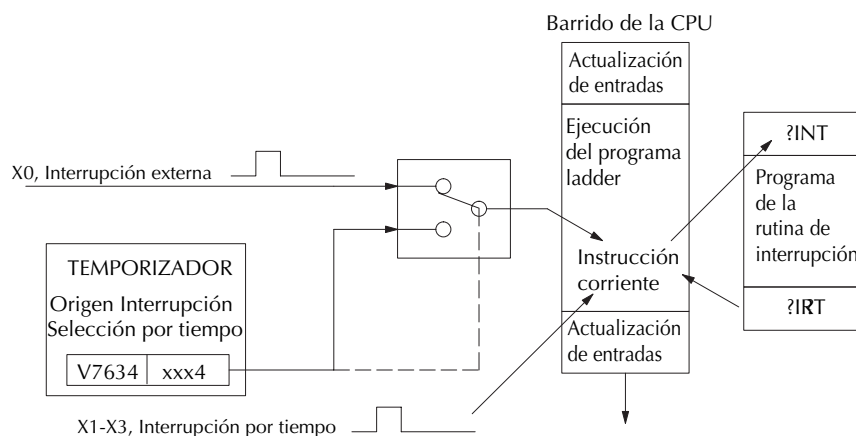 Barrido de la CPU
Actualización
de entradas
Ejecución
del programa
ladder
?INT
X0, Interrupción externa
Programa
de la
rutina de
interrupción
TEMPORIZADOR
Origen Interrupción
Selección por tiempo
Instrucción
corriente
?IRT
Actualización
de entradas
V7634 xxx4
X1-X3, Interrupción por tiempo